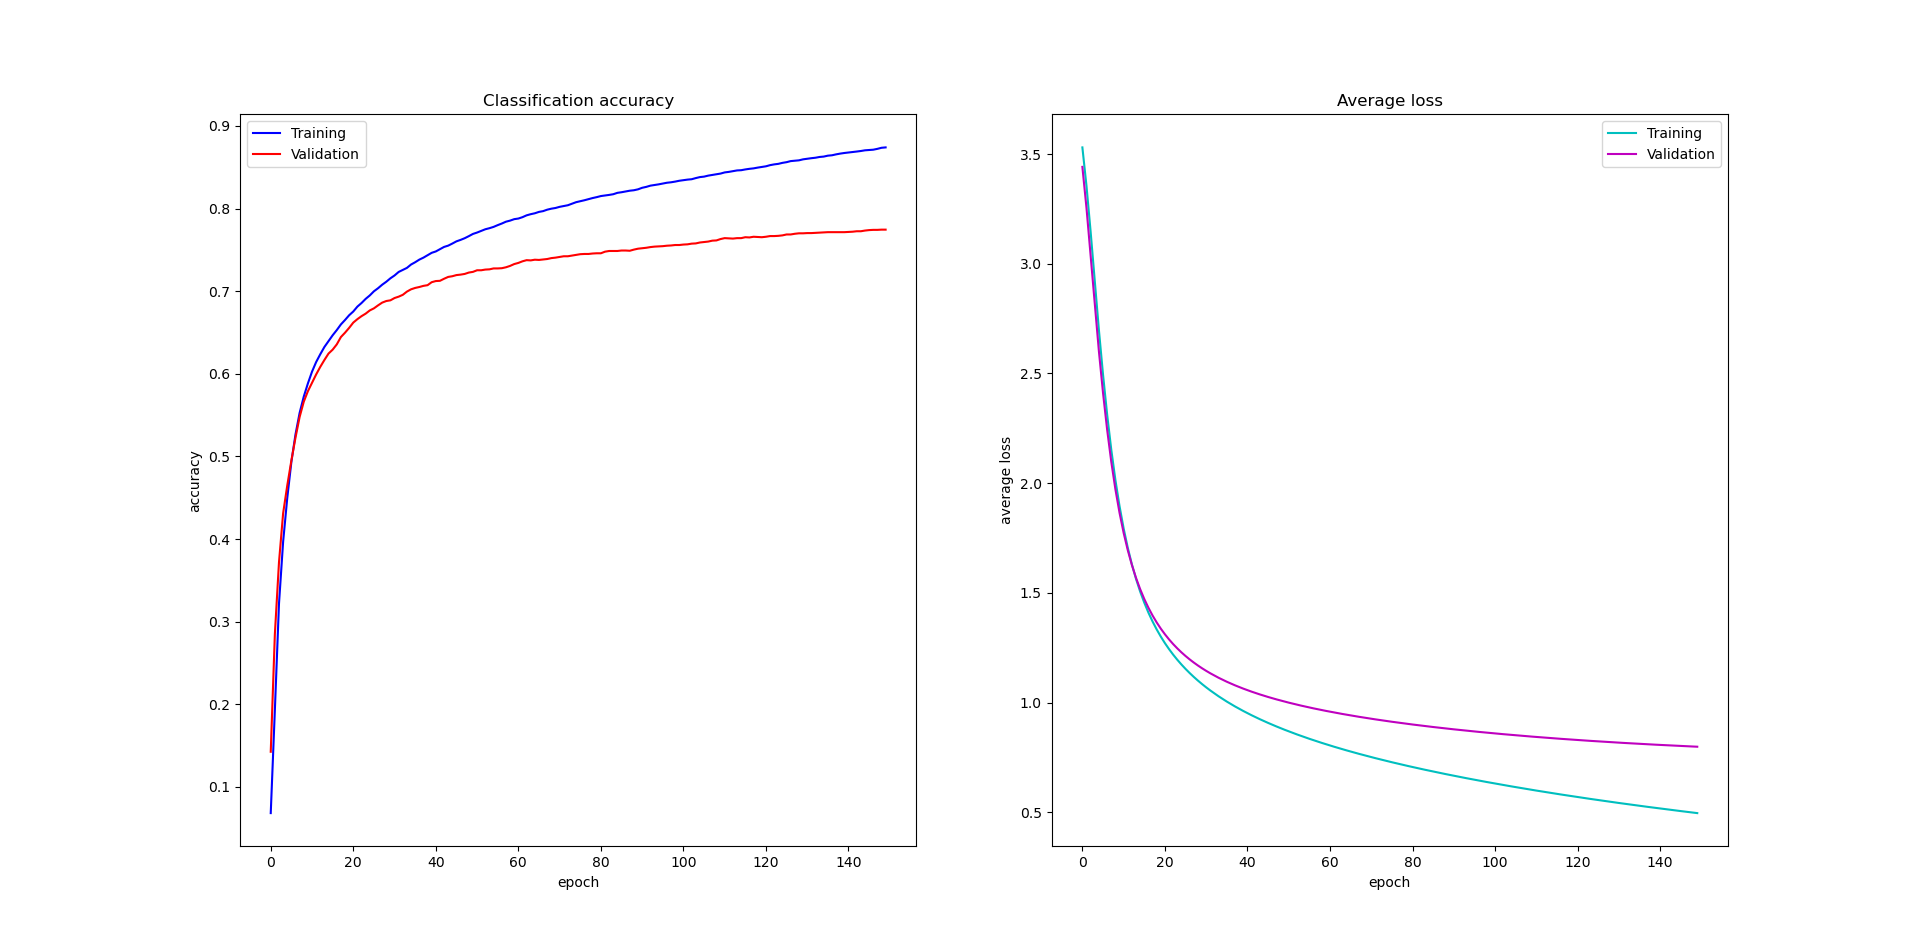 Classification accuracy
Training
Validation
0.9
0.8
0.7
0.6
0.5
0.4
0.3
0.2
0.1
accuracy
0 20 40 60 80 100 120 140
epoch
Average loss
Training
Validation
3.5
3.0
2.5
2.0
1.5
1.0
0.5
average loss
0 20 40 60 80 100 120 140
epoch